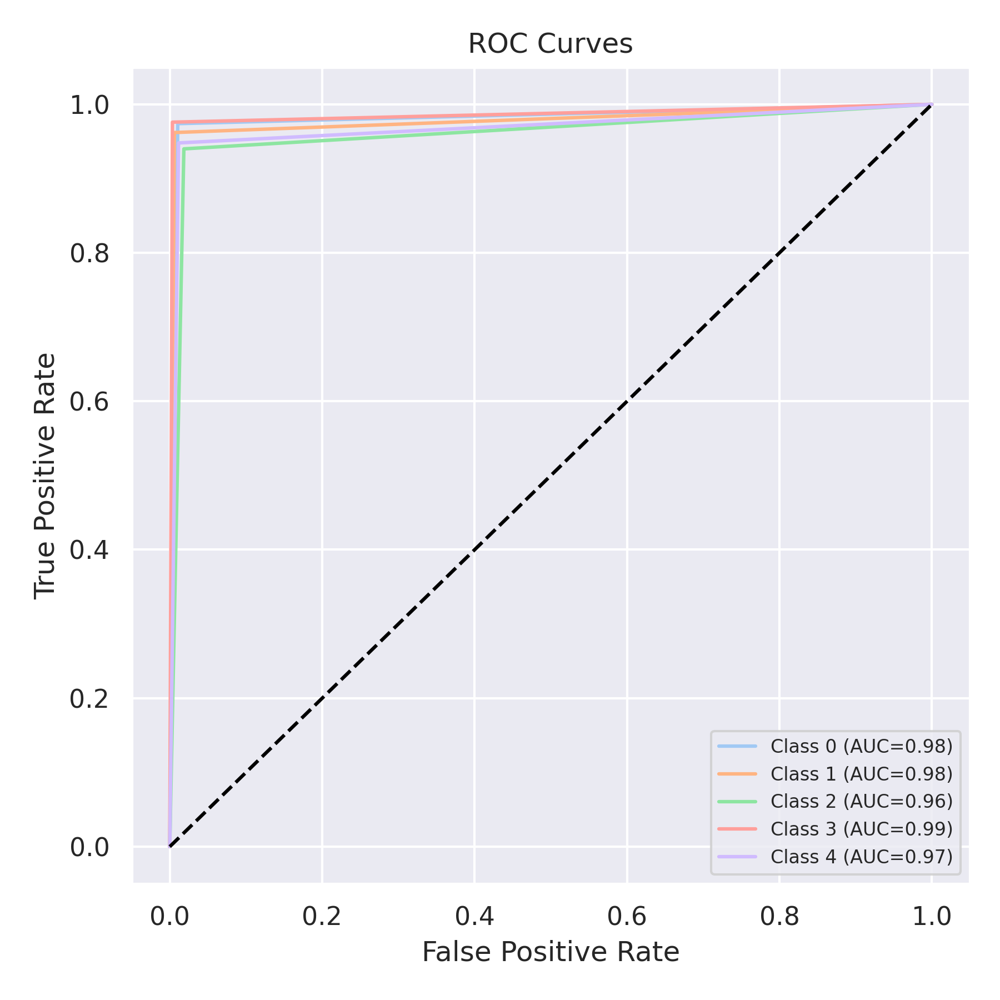 ROC Curves
True Positive Rate
1.0
0.8
0.6
0.4
0.2
0.0
Class 0 (AUC=0.98)
Class 1 (AUC=0.98)
Class 2 (AUC=0.96)
Class 3 (AUC=0.99)
Class 4 (AUC=0.97)
0.0 0.2 0.4 0.6 0.8 1.0
False Positive Rate